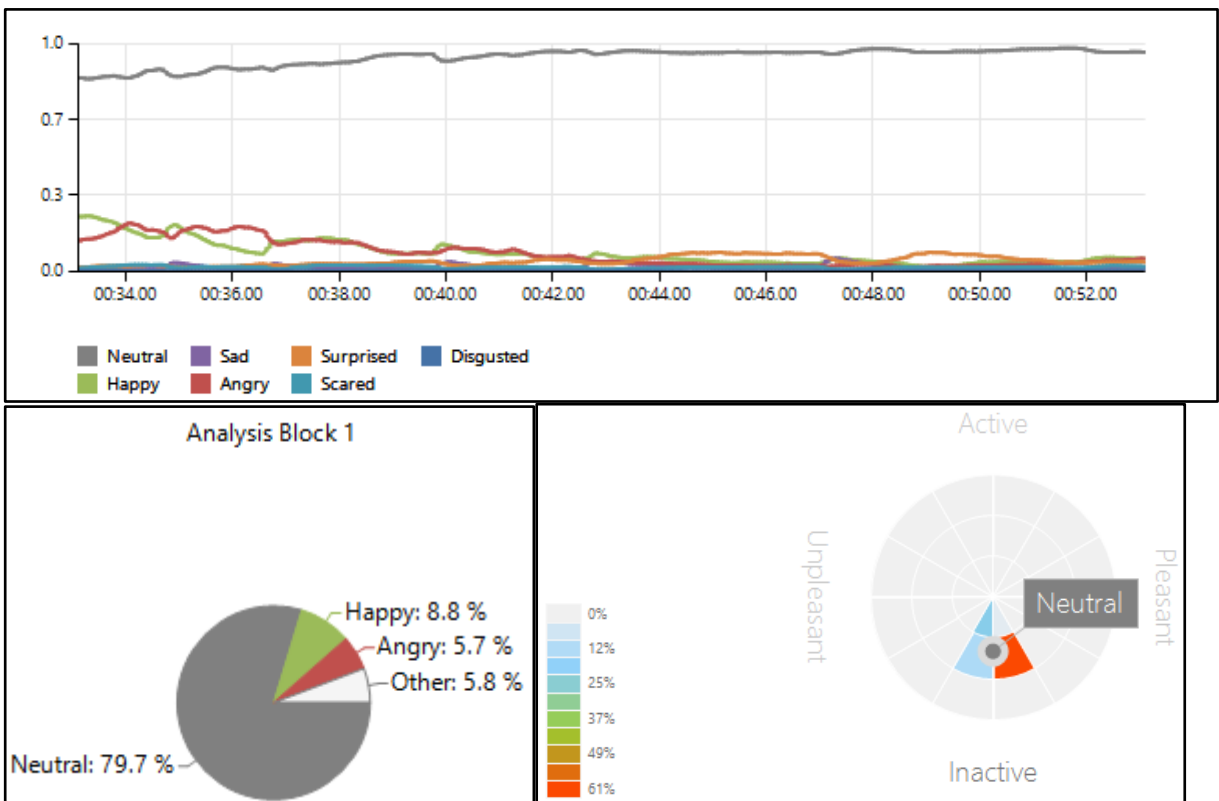 1.0
0.7
0.3
0.0
00:34.00 00:36.00 00:38.00 00:40.00 00:42.00 00:44.00 00:46.00 00:48.00 00:50.00 00:52.00
Neutral Sad Surprised Disgusted
Happy Angry Scared
Analysis Block 1
Happy: 8.8 %
Angry: 5.7 %
Other: 5.8 %
Neutral: 79.7 %
Active
Unpleasant
Pleasant
Neutral
Inactive
0%
12%
25%
37%
49%
61%